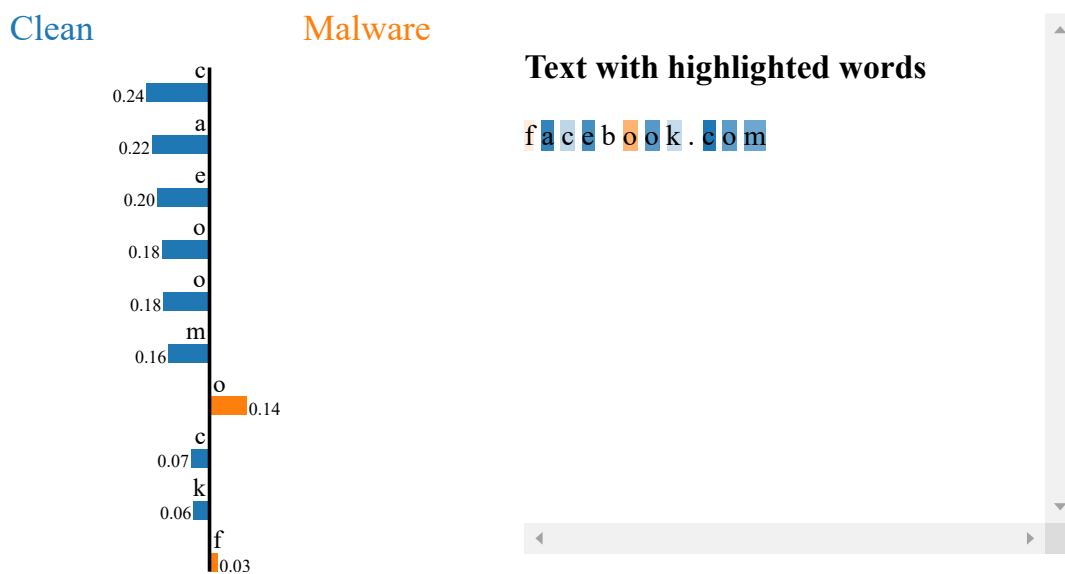 Clean Malware
c
0.24
a
0.22
e
0.20
o
0.18
o
0.18
m
0.16
o
0.14
c
0.07
k
0.06
f
0.03
Text with highlighted words
f a c e b o o k . c o m